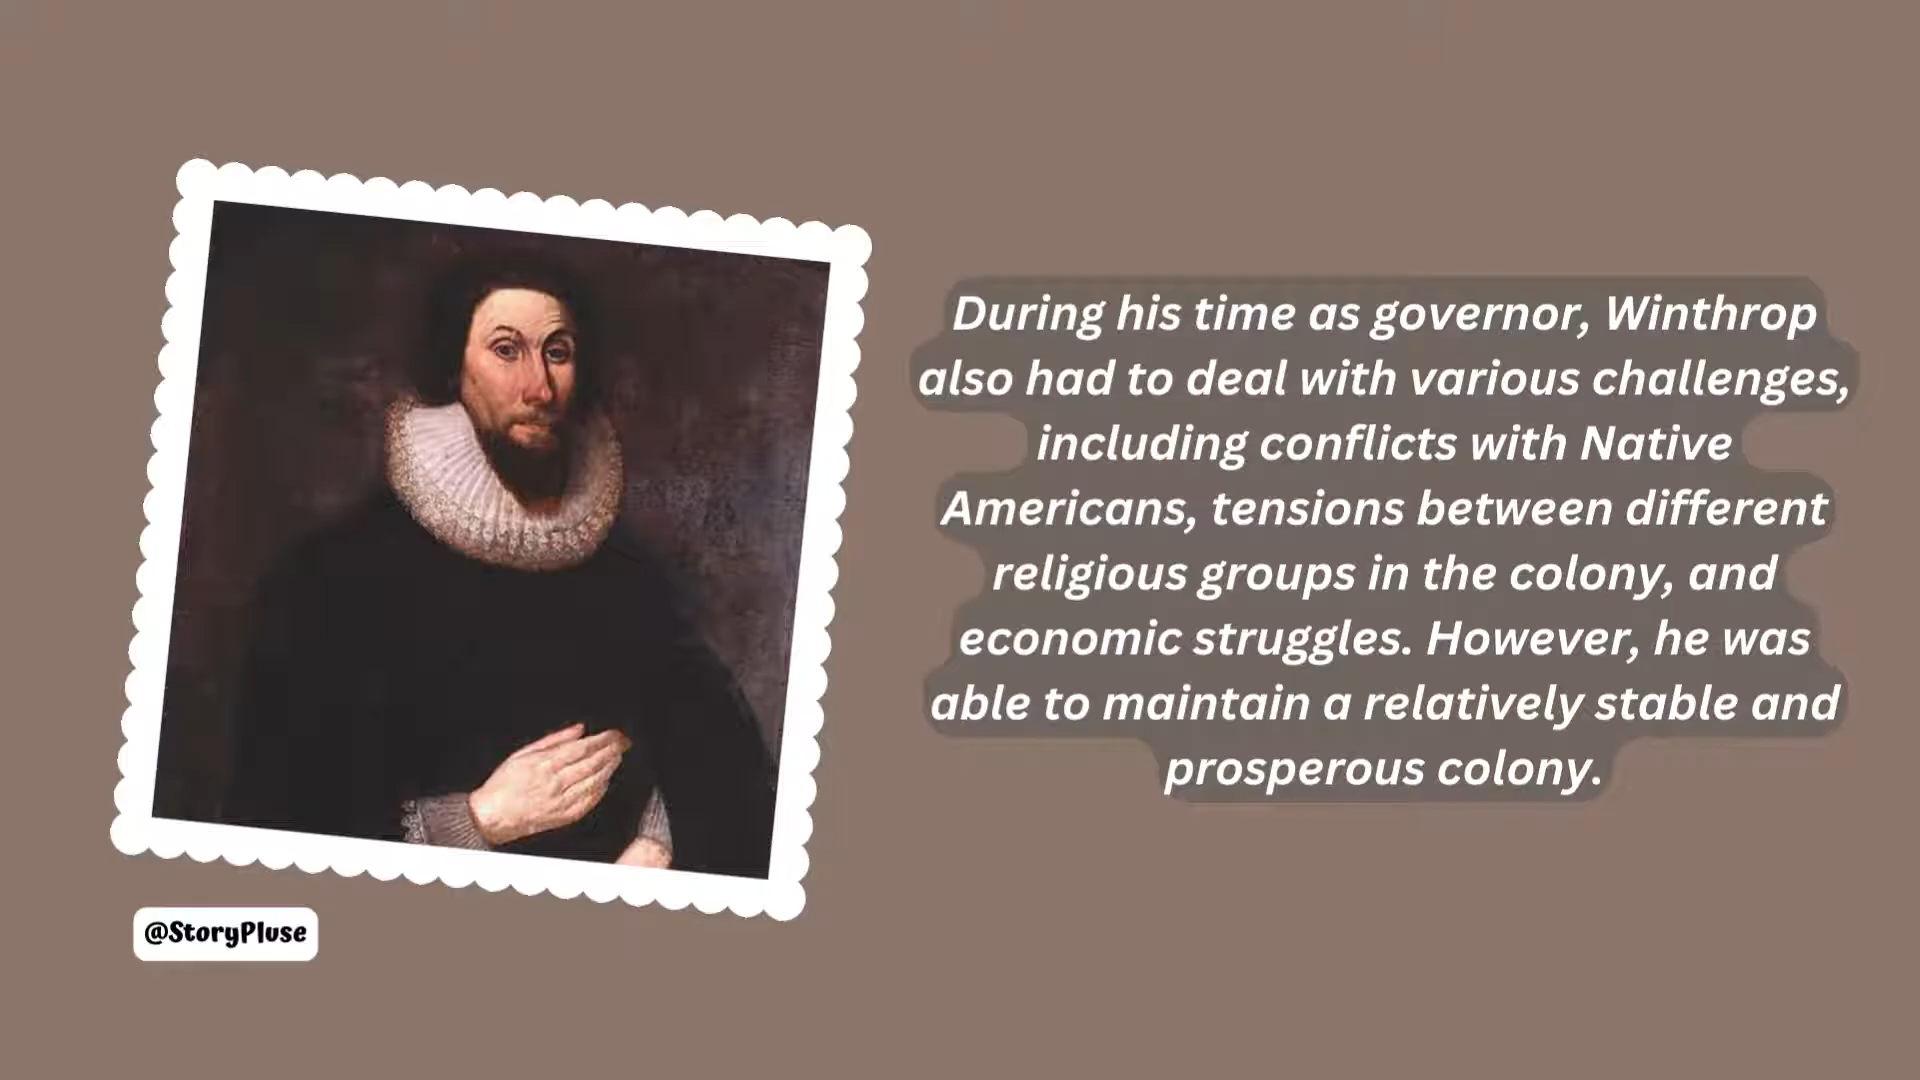 During his time as governor, Winthrop
also had to deal with various challenges,
including conflicts with Native
Americans, tensions between different
religious groups in the colony, and
economic struggles. However, he was
able to maintain a relatively stable and
prosperous colony.
@StoryPluse